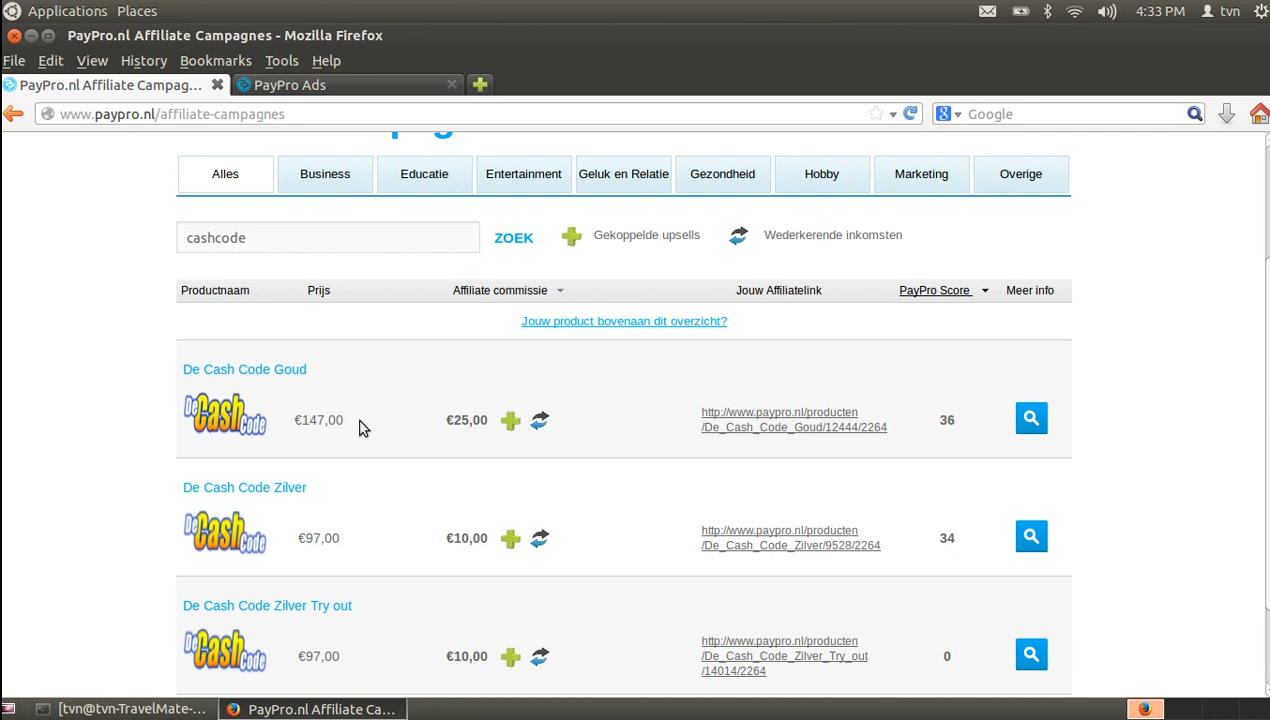 Applications Places 4:33 PM tvn
PayPro.nl Affiliate Campagnes - Mozilla Firefox
File Edit View History Bookmarks Tools Help
PayPro.nl Affiliate Campag... PayPro Ads
www.paypro.nl/affiliate-campagnes Google
Alles Business Educatie Entertainment Geluk en Relatie Gezondheid Hobby Marketing Overige
cashcode ZOEK Gekoppelde upsells Wederkerende inkomsten
Productnaam Prijs Affiliate commissie Jouw Affiliatelink PayPro Score Meer info
Jouw product bovenaan dit overzicht?
De Cash Code Goud
De Cash Code €147,00 €25,00 http://www.paypro.nl/producten
/De_Cash_Code_Goud/12444/2264 36
De Cash Code Zilver
De Cash Code €97,00 €10,00 http://www.paypro.nl/producten
/De_Cash_Code_Zilver/9528/2264 34
De Cash Code Zilver Try out
De Cash Code €97,00 €10,00 http://www.paypro.nl/producten
/De_Cash_Code_Zilver_Try_out 0
/14014/2264
[tvn@tvn-TravelMate-... PayPro.nl Affiliate Ca...